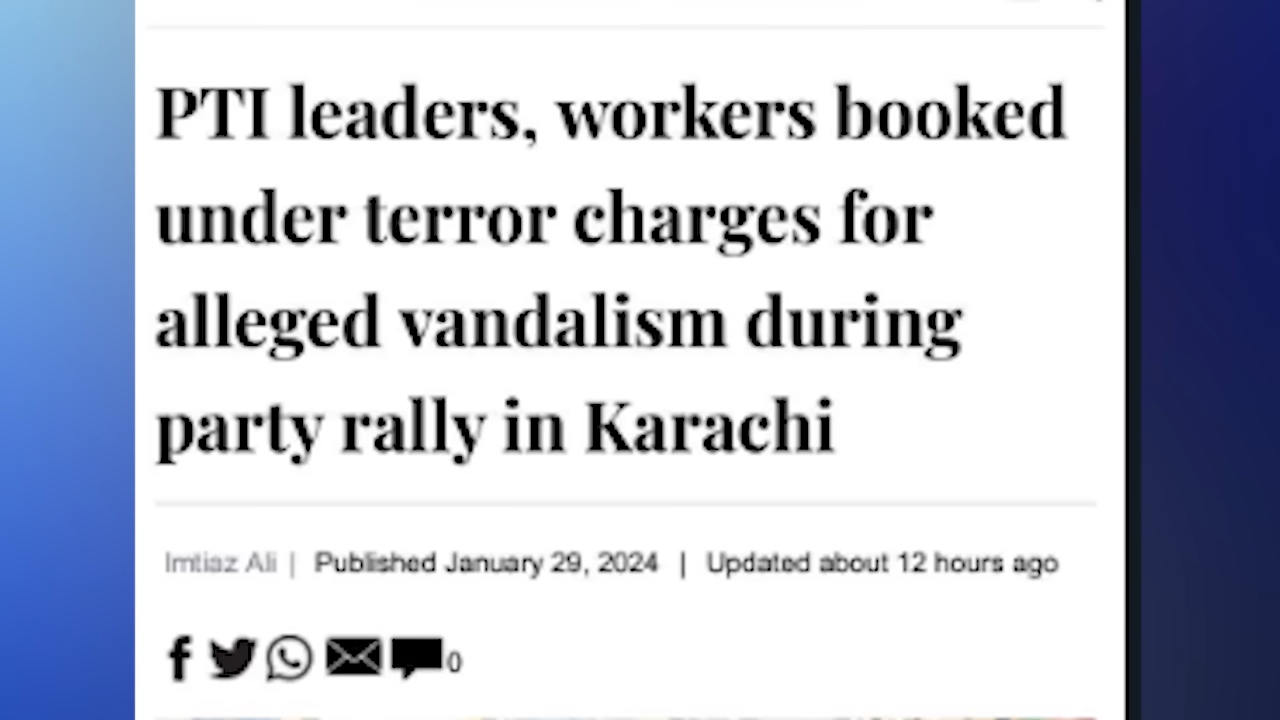 PTI leaders, workers booked
under terror charges for
alleged vandalism during
party rally in Karachi
Imtiaz Ali | Published January 29, 2024 | Updated about 12 hours ago
0